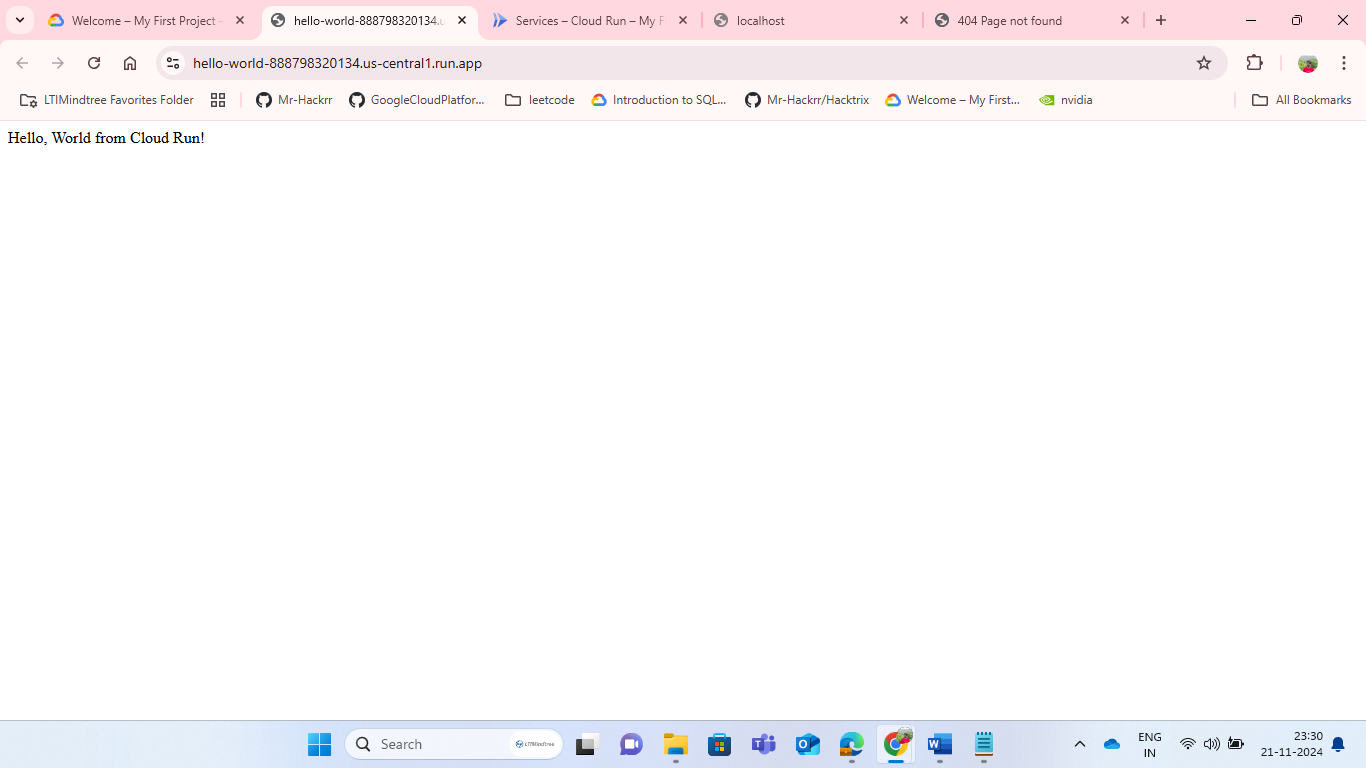 Welcome – My First Project -
hello-world-888798320134.u
Services – Cloud Run – My F
localhost
404 Page not found
hello-world-888798320134.us-central1.run.app
LTIMindtree Favorites Folder
Mr-Hackrr
GoogleCloudPlatfor...
leetcode
Introduction to SQL...
Mr-Hackrr/Hacktrix
Welcome – My First...
nvidia
All Bookmarks
Hello, World from Cloud Run!
Search
LTIMindtree
ENG
IN
23:30
21-11-2024